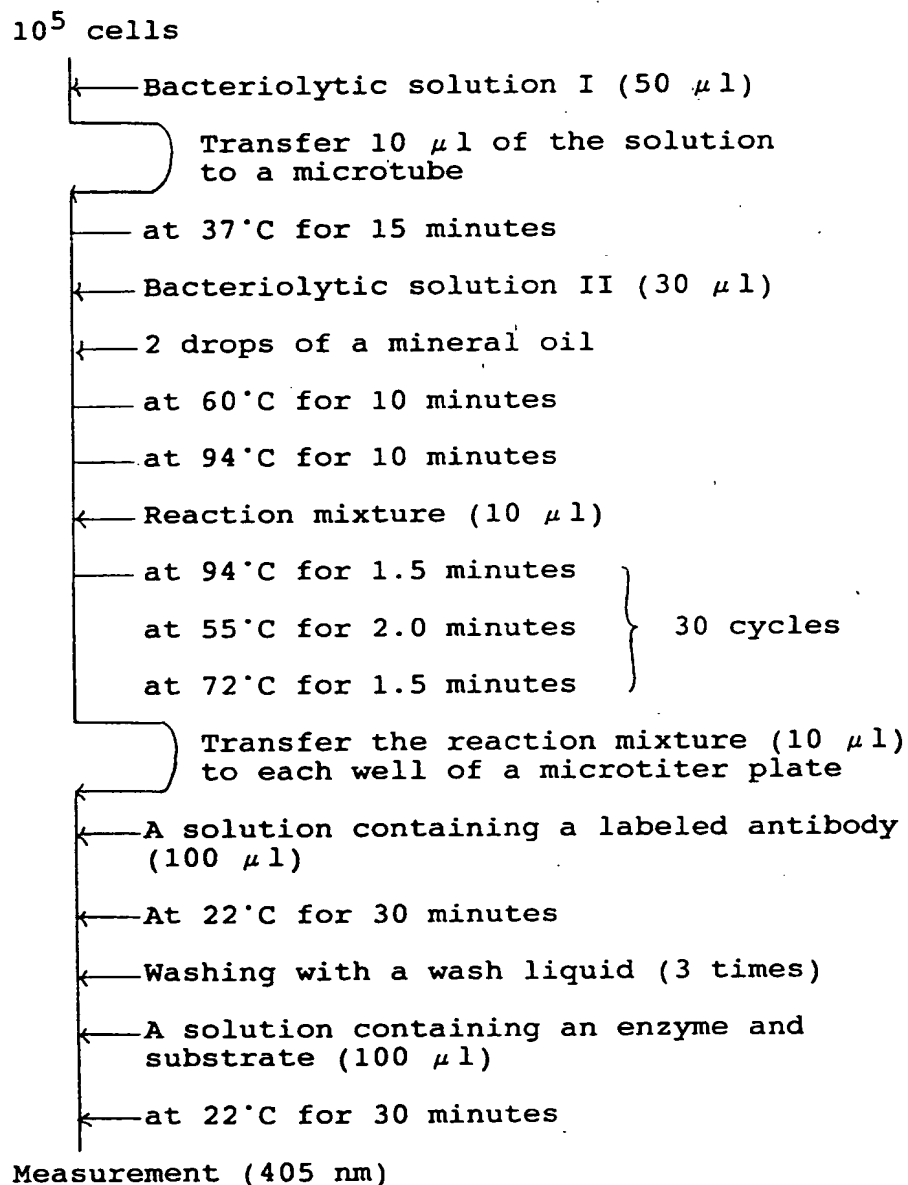 10⁵ cells
Bacteriolytic solution I (50 μl)
Transfer 10 μl of the solution
to a microtube
at 37°C for 15 minutes
Bacteriolytic solution II (30 μl)
2 drops of a mineral oil
at 60°C for 10 minutes
at 94°C for 10 minutes
Reaction mixture (10 μl)
at 94°C for 1.5 minutes
at 55°C for 2.0 minutes 30 cycles
at 72°C for 1.5 minutes
Transfer the reaction mixture (10 μl)
to each well of a microtiter plate
A solution containing a labeled antibody
(100 μl)
At 22°C for 30 minutes
Washing with a wash liquid (3 times)
A solution containing an enzyme and
substrate (100 μl)
at 22°C for 30 minutes
Measurement (405 nm)